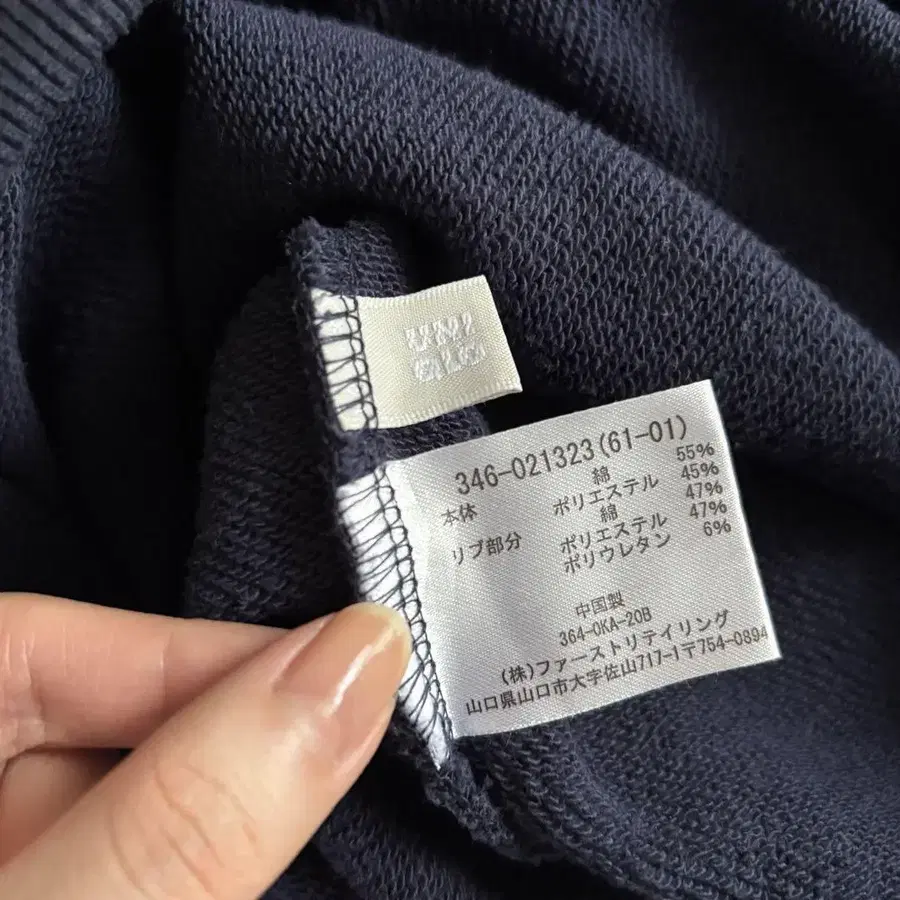 UNI
QLO
346-021323(61-01)
本体 綿 55%
ポリエステル 45%
リブ部分 綿 47%
ポリエステル 47%
ポリウレタン 6%
中国製
364-OKA-20B
(株)ファーストリテイリング
山口県山口市大字佐山717-1〒754-0894